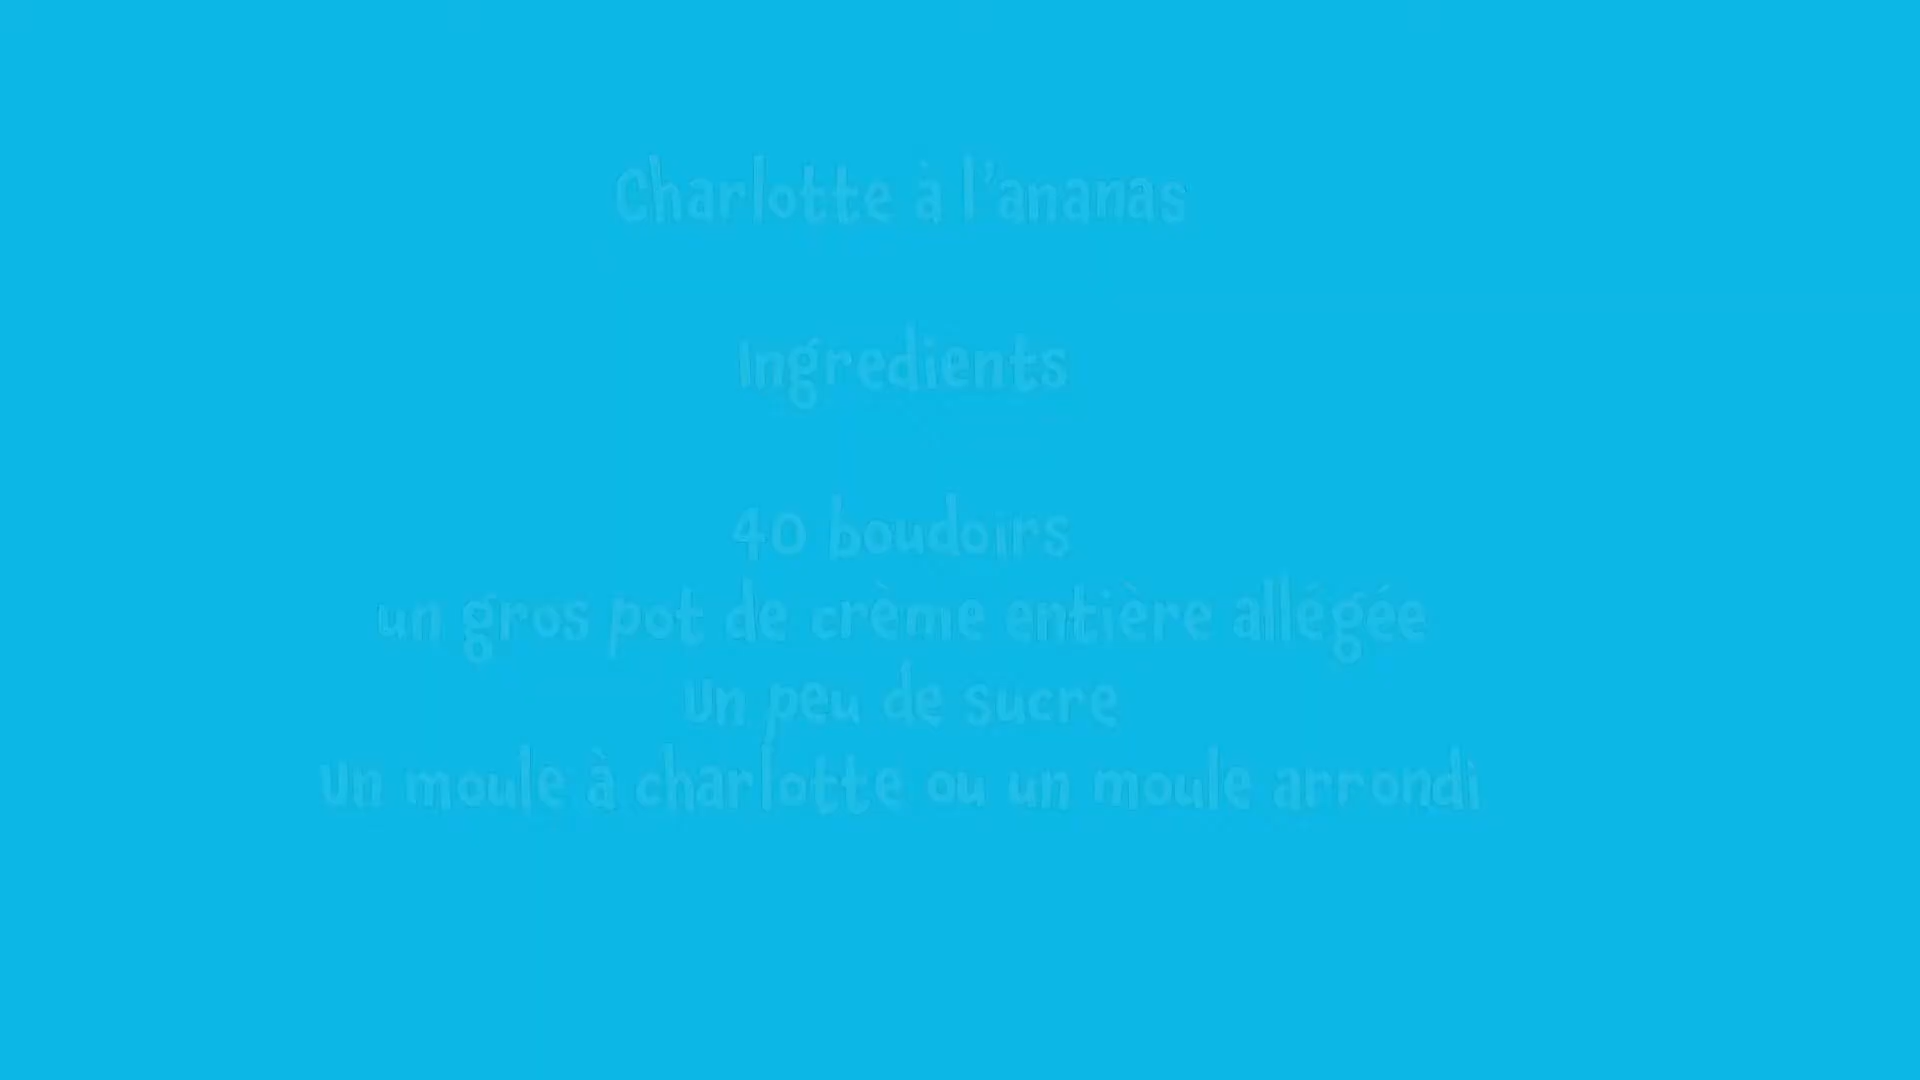 Charlotte à l'ananas
Ingredients
40 boudoirs
un gros pot de crème entière allégée
Un peu de sucre
Un moule à charlotte ou un moule arrondi